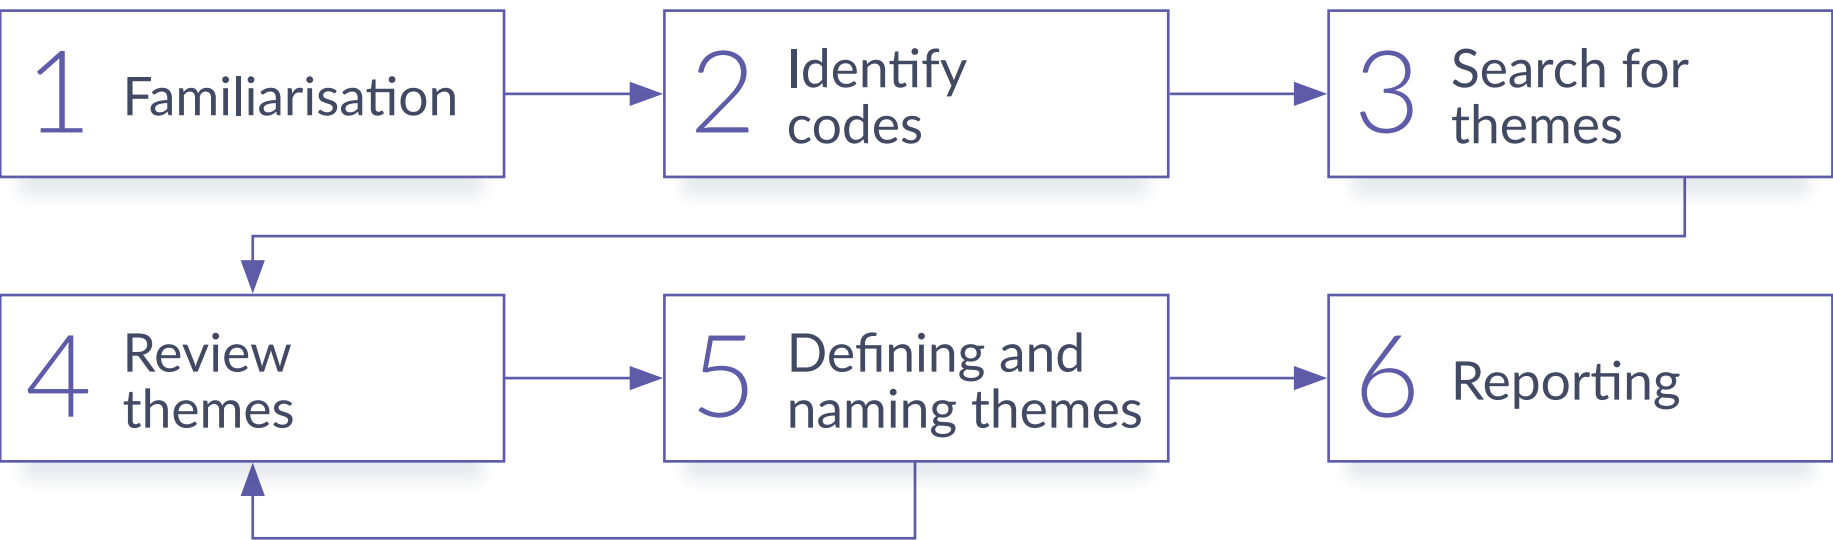 1 Familiarisation
2 Identify
codes
3 Search for
themes
4 Review
themes
5 Defining and
naming themes
6 Reporting